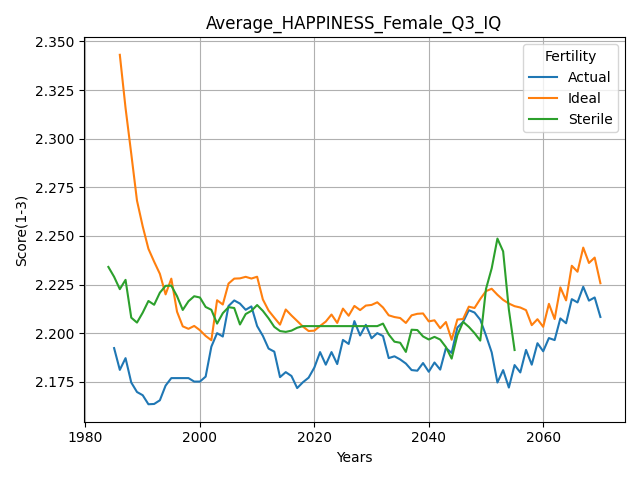 Average_HAPPINESS_Female_Q3_IQ
Fertility
Actual
Ideal
Sterile
Score(1-3)
2.350
2.325
2.300
2.275
2.250
2.225
2.200
2.175
1980 2000 2020 2040 2060
Years